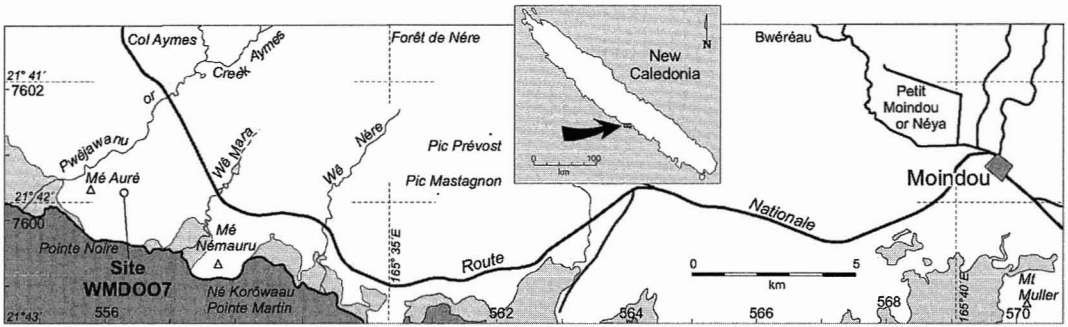 Col Aymes
Creek Aymes
or
Pwêjawanu
Forêt de Nére
21° 41'
7602
Wê Mara
Wê Nére
Pic Prévost
Pic Mastagnon
Mé Auré
21° 42'
7600
Pointe Noire
Site
WMDOO7
Mé
Némauru
Né Korôwaau
Pointe Martin
21°43'
556
165° 35' E
Route
Nationale
562
564
566
568
570
New
Caledonia
N
0
100
km
Bwéréau
Petit
Moindou
or Néya
Moindou
0
5
km
165°40' E
Mt
Muller